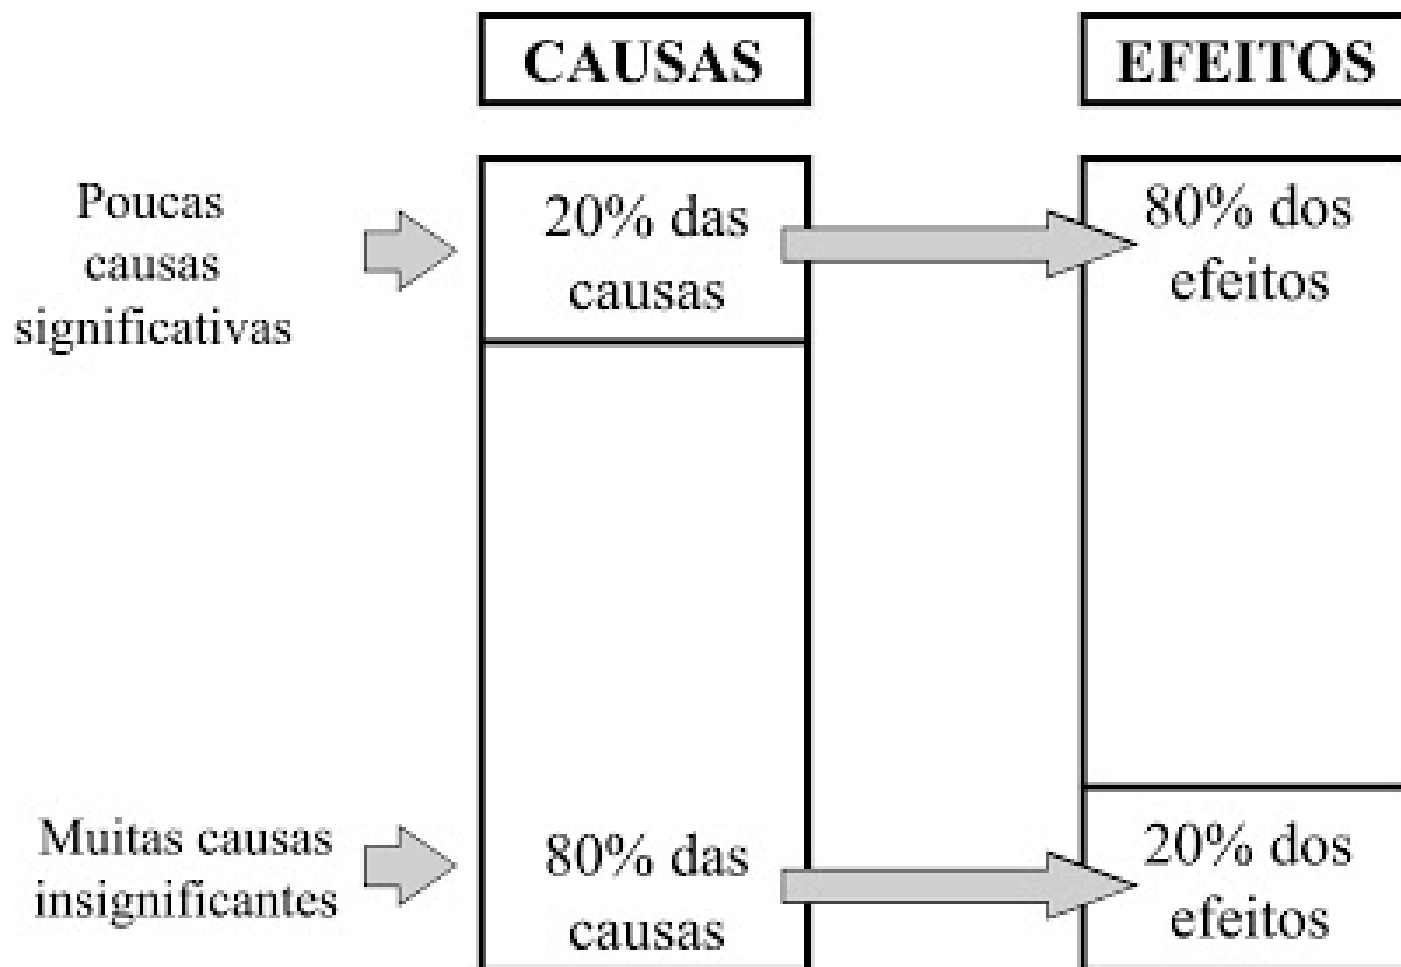 CAUSAS
EFEITOS
Poucas
causas
significativas
20% das
causas
80% dos
efeitos
Muitas causas
insignificantes
80% das
causas
20% dos
efeitos